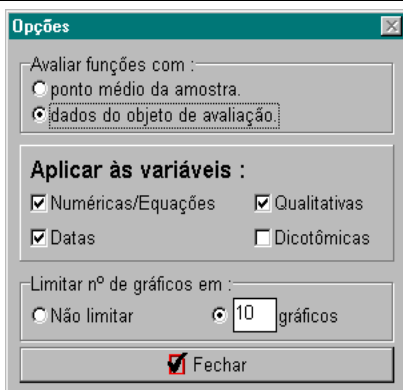 Opções
Avaliar funções com :
ponto médio da amostra.
dados do objeto de avaliação.
Aplicar às variáveis :
Numéricas/Equações Qualitativas
Datas Dicotômicas
Limitar nº de gráficos em :
Não limitar 10 gráficos
Fechar